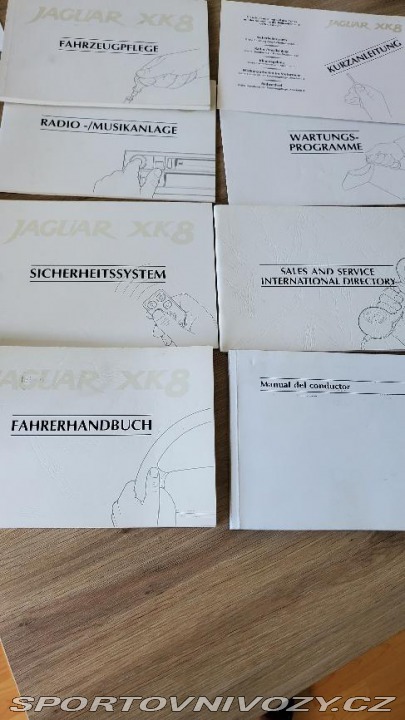 JAGUAR XK8
FAHRZEUGPFLEGE
JAGUAR XK8
KURZANLEITUNG
RADIO -/MUSIKANLAGE
WARTUNGS-
PROGRAMME
JAGUAR XK8
SICHERHEITSSYSTEM
SALES AND SERVICE
INTERNATIONAL DIRECTORY
JAGUAR XK8
FAHRERHANDBUCH
Manual del conductor
SPORTOVNIVOZY.CZ